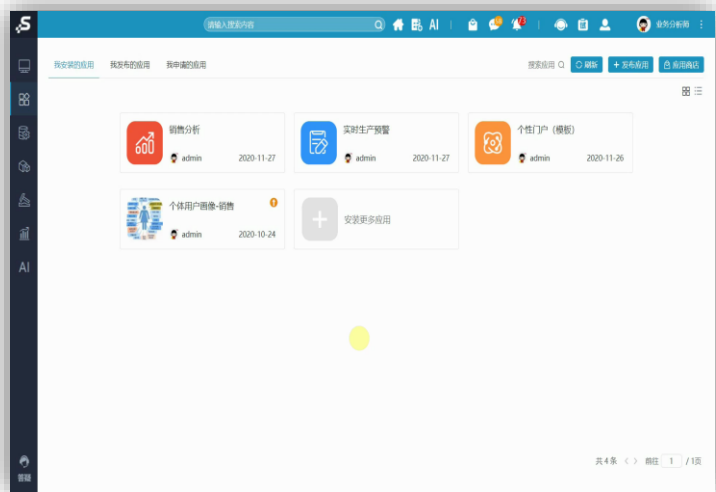 S
请输入搜索内容
AI
业务分析师
我安装的应用
我发布的应用
我申请的应用
搜索应用
刷新
+ 发布应用
应用商店
销售分析
admin
2020-11-27
实时生产预警
admin
2020-11-27
个性门户（模板）
admin
2020-11-26
个体用户画像-销售
admin
2020-10-24
安装更多应用
AI
共4条
前往 1 / 1页